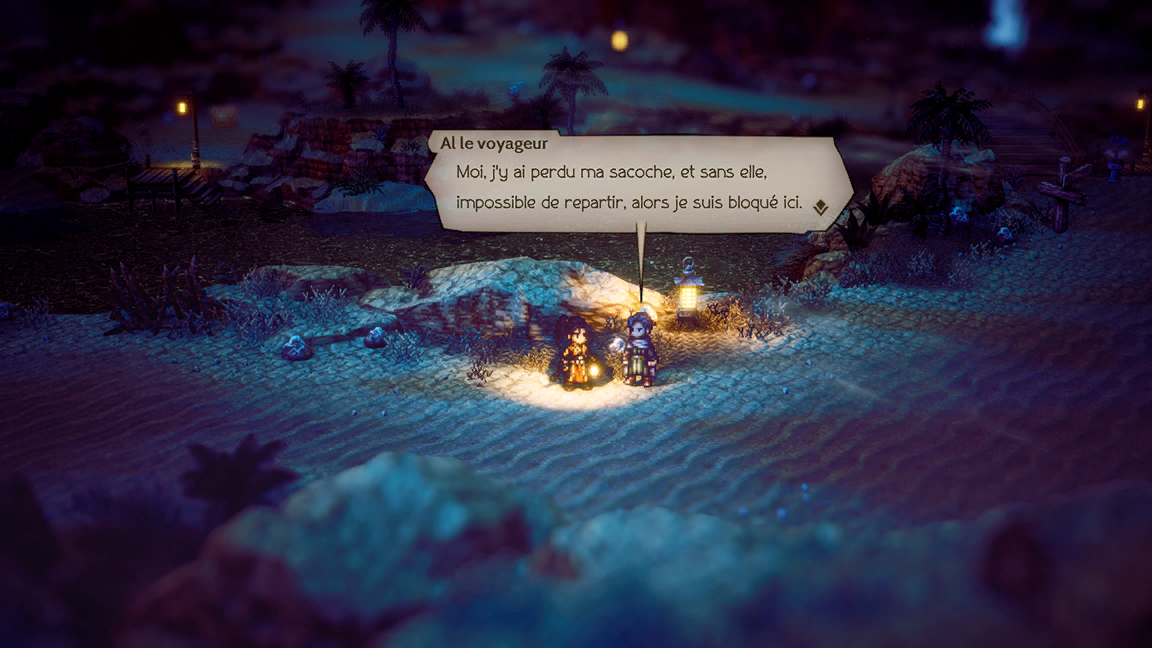 Al le voyageur
Moi, j'y ai perdu ma sacoche, et sans elle,
impossible de repartir, alors je suis bloqué ici.